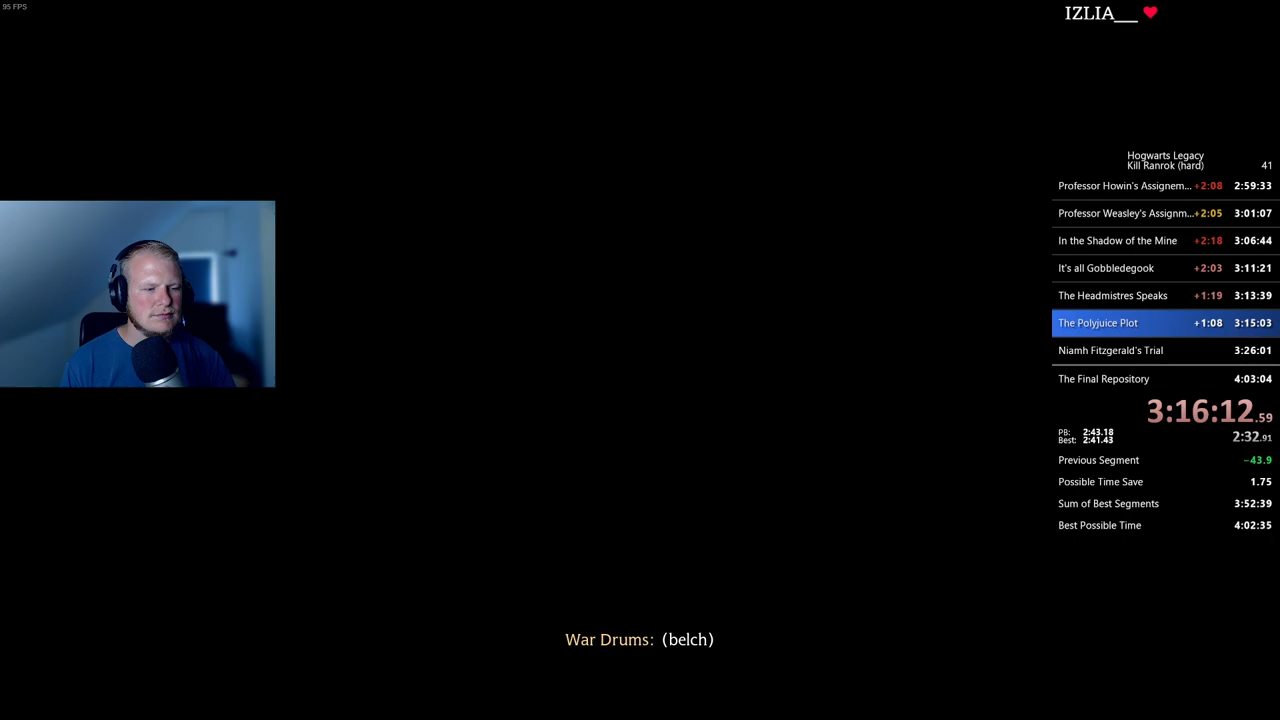 95 FPS
IZLIA__ ❤
Hogwarts Legacy
Kill Ranrok (hard) 41
Professor Howin's Assignem... +2:08 2:59:33
Professor Weasley's Assignm... +2:05 3:01:07
In the Shadow of the Mine +2:18 3:06:44
It's all Gobbledegook +2:03 3:11:21
The Headmistres Speaks +1:19 3:13:39
The Polyjuice Plot +1:08 3:15:03
Niamh Fitzgerald's Trial 3:26:01
The Final Repository 4:03:04
3:16:12.59
PB: 2:43.18 2:32.91
Best: 2:41.43
Previous Segment −43.9
Possible Time Save 1.75
Sum of Best Segments 3:52:39
Best Possible Time 4:02:35
War Drums: (belch)